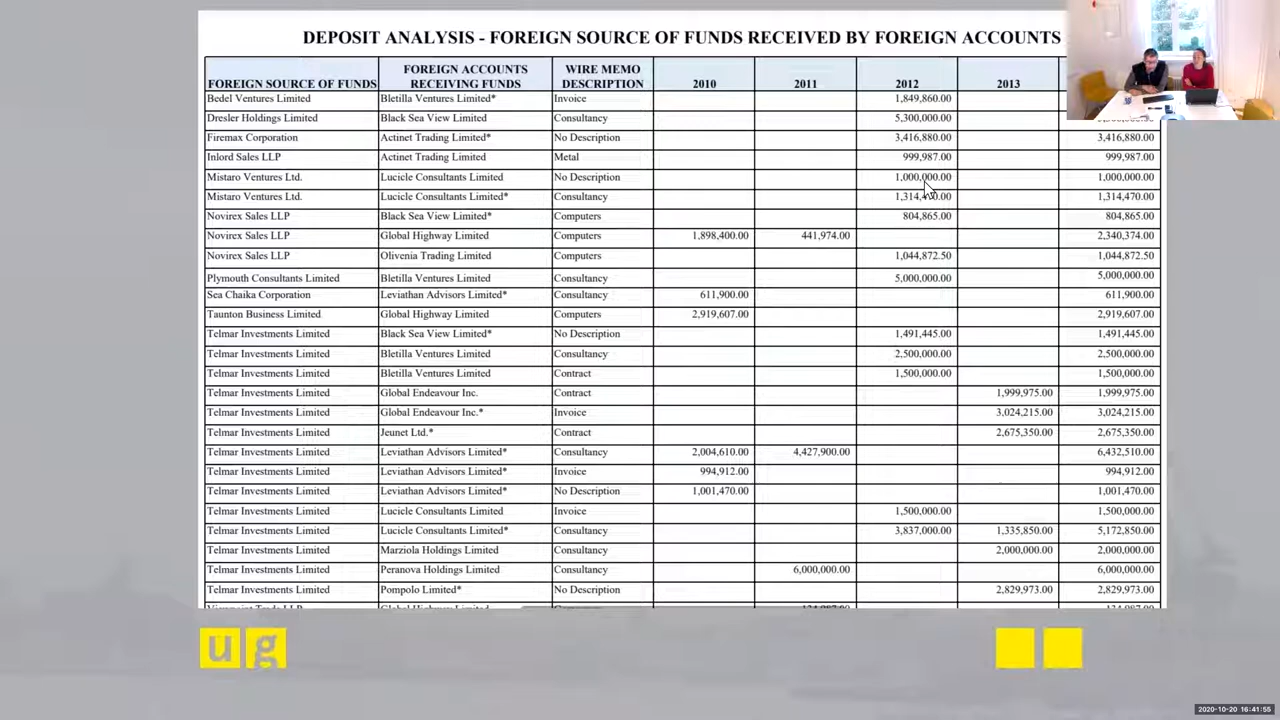 DEPOSIT ANALYSIS - FOREIGN SOURCE OF FUNDS RECEIVED BY FOREIGN ACCOUNTS
FOREIGN SOURCE OF FUNDS FOREIGN ACCOUNTS RECEIVING FUNDS WIRE MEMO DESCRIPTION 2010 2011 2012 2013
Bedel Ventures Limited Bletilla Ventures Limited* Invoice 1,849,860.00
Dresler Holdings Limited Black Sea View Limited Consultancy 5,300,000.00
Firemax Corporation Actinet Trading Limited* No Description 3,416,880.00 3,416,880.00
Inlord Sales LLP Actinet Trading Limited Metal 999,987.00 999,987.00
Mistaro Ventures Ltd. Lucicle Consultants Limited No Description 1,000,000.00 1,000,000.00
Mistaro Ventures Ltd. Lucicle Consultants Limited* Consultancy 1,314,470.00 1,314,470.00
Novirex Sales LLP Black Sea View Limited* Computers 804,865.00 804,865.00
Novirex Sales LLP Global Highway Limited Computers 1,898,400.00 441,974.00 2,340,374.00
Novirex Sales LLP Olivenia Trading Limited Computers 1,044,872.50 1,044,872.50
Plymouth Consultants Limited Bletilla Ventures Limited Consultancy 5,000,000.00 5,000,000.00
Sea Chaika Corporation Leviathan Advisors Limited* Consultancy 611,900.00 611,900.00
Taunton Business Limited Global Highway Limited Computers 2,919,607.00 2,919,607.00
Telmar Investments Limited Black Sea View Limited* No Description 1,491,445.00 1,491,445.00
Telmar Investments Limited Bletilla Ventures Limited Consultancy 2,500,000.00 2,500,000.00
Telmar Investments Limited Bletilla Ventures Limited Contract 1,500,000.00 1,500,000.00
Telmar Investments Limited Global Endeavour Inc. Contract 1,999,975.00 1,999,975.00
Telmar Investments Limited Global Endeavour Inc.* Invoice 3,024,215.00 3,024,215.00
Telmar Investments Limited Jeunet Ltd.* Contract 2,675,350.00 2,675,350.00
Telmar Investments Limited Leviathan Advisors Limited* Consultancy 2,004,610.00 4,427,900.00 6,432,510.00
Telmar Investments Limited Leviathan Advisors Limited* Invoice 994,912.00 994,912.00
Telmar Investments Limited Leviathan Advisors Limited* No Description 1,001,470.00 1,001,470.00
Telmar Investments Limited Lucicle Consultants Limited Invoice 1,500,000.00 1,500,000.00
Telmar Investments Limited Lucicle Consultants Limited* Consultancy 3,837,000.00 1,335,850.00 5,172,850.00
Telmar Investments Limited Marziola Holdings Limited Consultancy 2,000,000.00 2,000,000.00
Telmar Investments Limited Peranova Holdings Limited Consultancy 6,000,000.00 6,000,000.00
Telmar Investments Limited Pompolo Limited* No Description 2,829,973.00 2,829,973.00
u g
2020-10-20 16:41:55